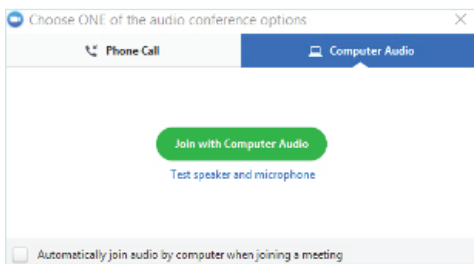 Choose ONE of the audio conference options
Phone Call
Computer Audio
Join with Computer Audio
Test speaker and microphone
Automatically join audio by computer when joining a meeting